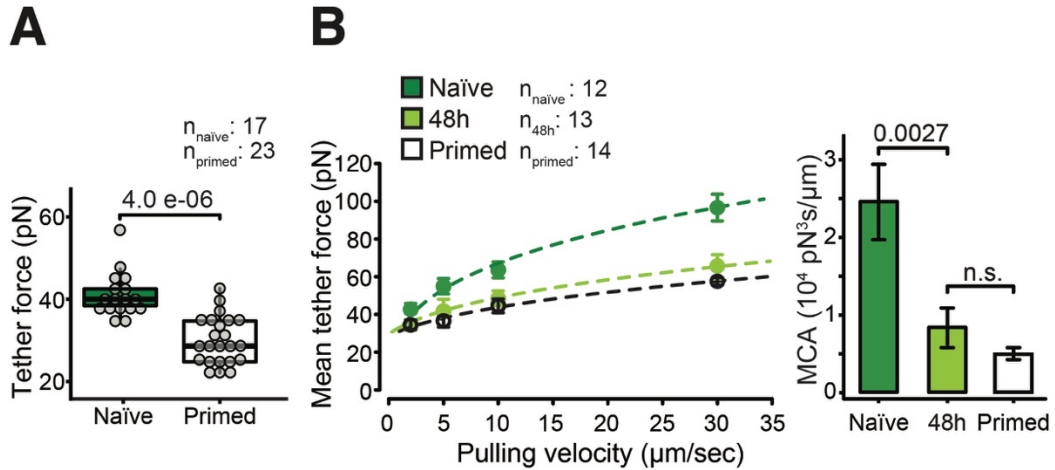 A
n naïve: 17
n primed: 23
4.0 e-06
Tether force (pN)
60
40
20
Naïve Primed
B
Naïve n naïve: 12
48h n 48h: 13
Primed n primed: 14
Mean tether force (pN)
120
100
80
60
40
20
0
0 5 10 15 20 25 30 35
Pulling velocity (μm/sec)
0.0027
n.s.
MCA (10⁴ pN³s/μm)
3
2
1
0
Naïve 48h Primed